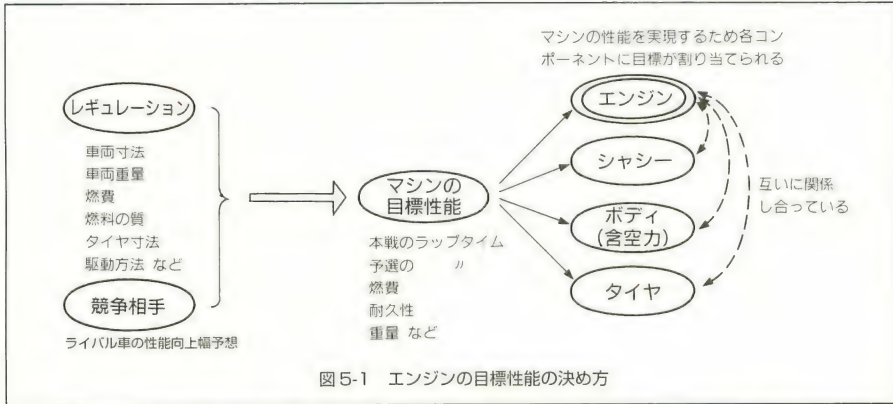 マシンの性能を実現するため各コン
ポーネントに目標が割り当てられる
レギュレーション
車両寸法
車両重量
燃費
燃料の質
タイヤ寸法
駆動方法 など
競争相手
ライバル車の性能向上幅予想
マシンの
目標性能
本戦のラップタイム
予選の 〃
燃費
耐久性
重量 など
エンジン
シャシー
ボディ
(含空力)
タイヤ
互いに関係
し合っている
図5-1 エンジンの目標性能の決め方